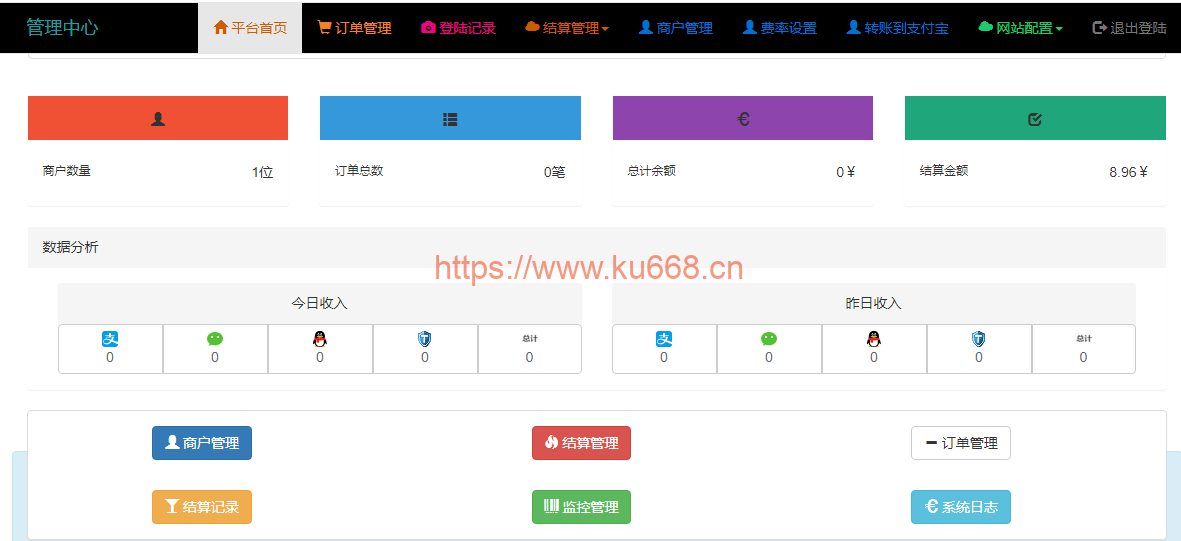 管理中心 平台首页 订单管理 登陆记录 结算管理 商户管理 费率设置 转账到支付宝 网站配置 退出登陆
商户数量 1位 订单总数 0笔 总计余额 0¥ 结算金额 8.96¥
数据分析
https://www.ku668.cn
今日收入 昨日收入
支 总计 支 总计
0 0 0 0 0 0 0 0 0 0
商户管理 结算管理 订单管理
结算记录 监控管理 系统日志